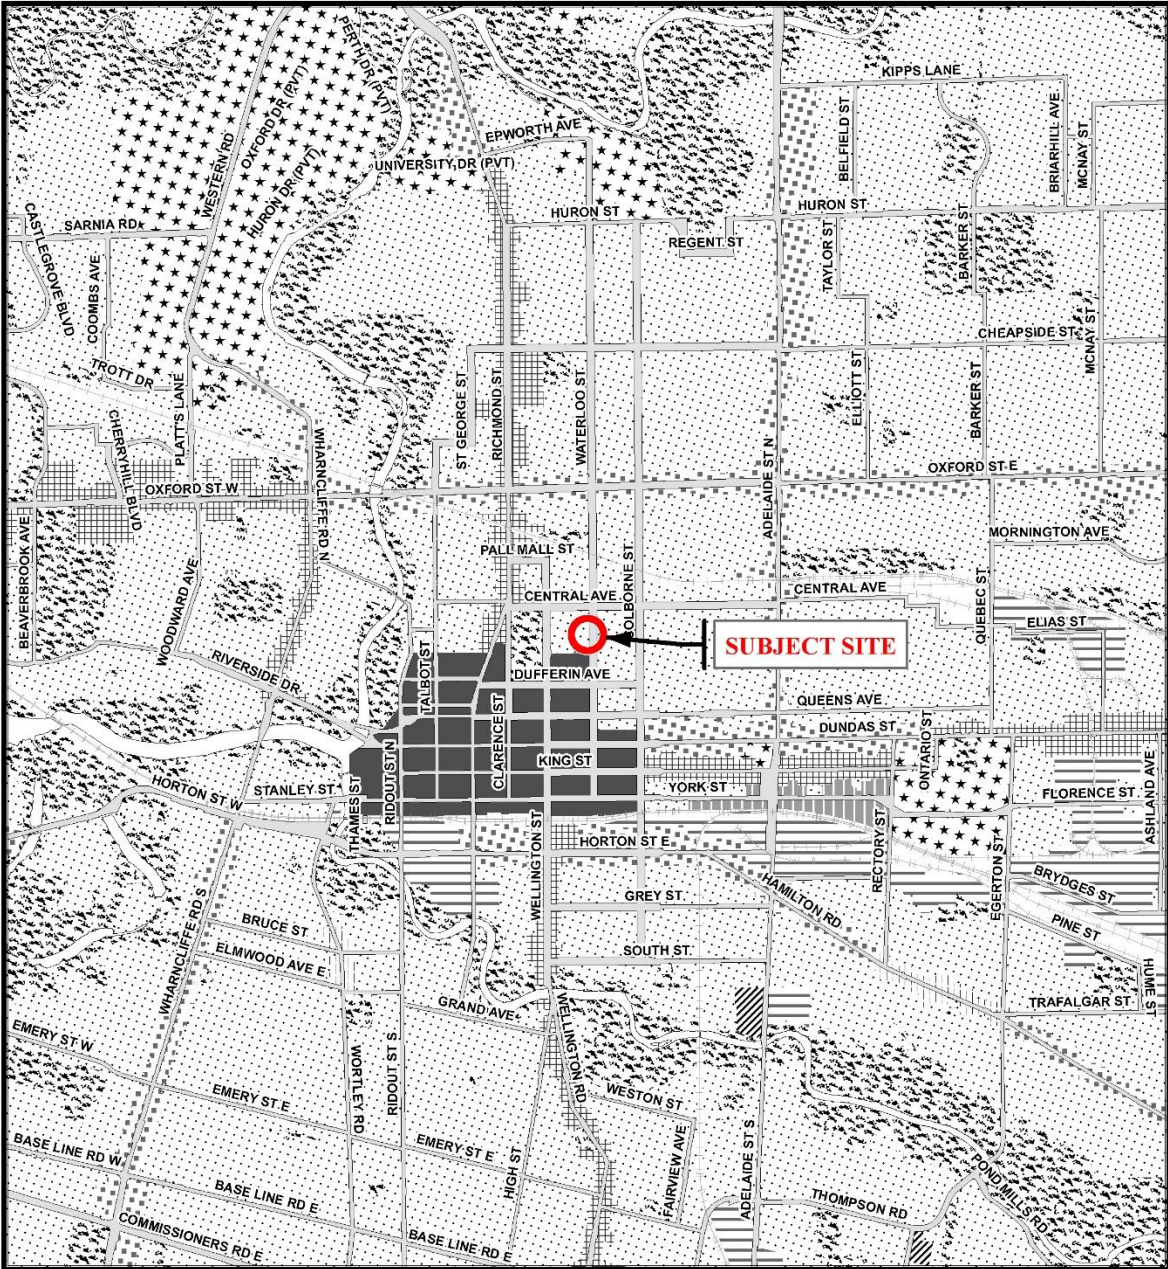 KIPPS LANE
PERTH DR (PVT)
OXFORD DR (PVT)
WESTERN RD
HURON DR (PVT)
EPWORTH AVE
UNIVERSITY DR (PVT)
BELFIELD ST
BRIARHILL AVE
MCNAY ST
HURON ST
HURON ST
SARNIA RD
CASTLEGROVE BLVD
COOMBS AVE
REGENT ST
TAYLOR ST
BARKER ST
CHEAPSIDE ST
MCNAY ST
TROTT DR
PLATT'S LANE
CHERRYHILL BLVD
WHARNCLIFFE RD N
ST GEORGE ST
RICHMOND ST
WATERLOO ST
ELLIOTT ST
BARKER ST
OXFORD ST E
OXFORD ST W
ADELAIDE ST N
BEAVERBROOK AVE
WOODWARD AVE
PALL MALL ST
MORNINGTON AVE
CENTRAL AVE
CENTRAL AVE
OLBORNE ST
QUEBEC ST
ELIAS ST
SUBJECT SITE
RIVERSIDE DR
TALBOT ST
DUFFERIN AVE
QUEENS AVE
DUNDAS ST
CLARENCE ST
ONTARIO ST
KING ST
HORTON ST W
STANLEY ST
THAMES ST
RIDOUT ST N
YORK ST
FLORENCE ST
ASHLAND AVE
WELLINGTON ST
HORTON ST E
RECTORY ST
EGERTON ST
HAMILTON RD
GREY ST
BRYDGES ST
PINE ST
WHARNCLIFFE RD S
BRUCE ST
ELMWOOD AVE E
SOUTH ST
HUME ST
GRAND AVE
TRAFALGAR ST
WELLINGTON RD
EMERY ST W
WORTLEY RD
RIDOUT ST S
EMERY ST E
WESTON ST
EMERY ST E
HIGH ST
FAIRVIEW AVE
ADELAIDE ST S
POND MILLS RD
BASE LINE RD W
BASE LINE RD E
THOMPSON RD
COMMISSIONERS RD E
BASE LINE RD E